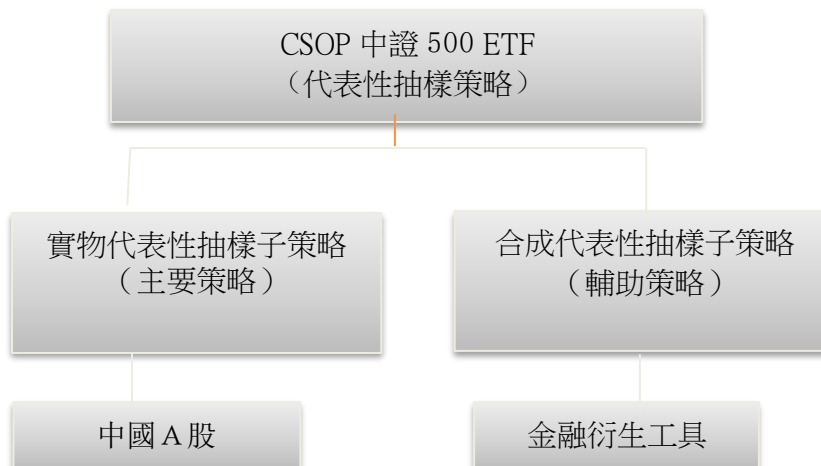 CSOP 中證 500 ETF
（代表性抽樣策略）
實物代表性抽樣子策略
（主要策略）
合成代表性抽樣子策略
（輔助策略）
中國A股
金融衍生工具